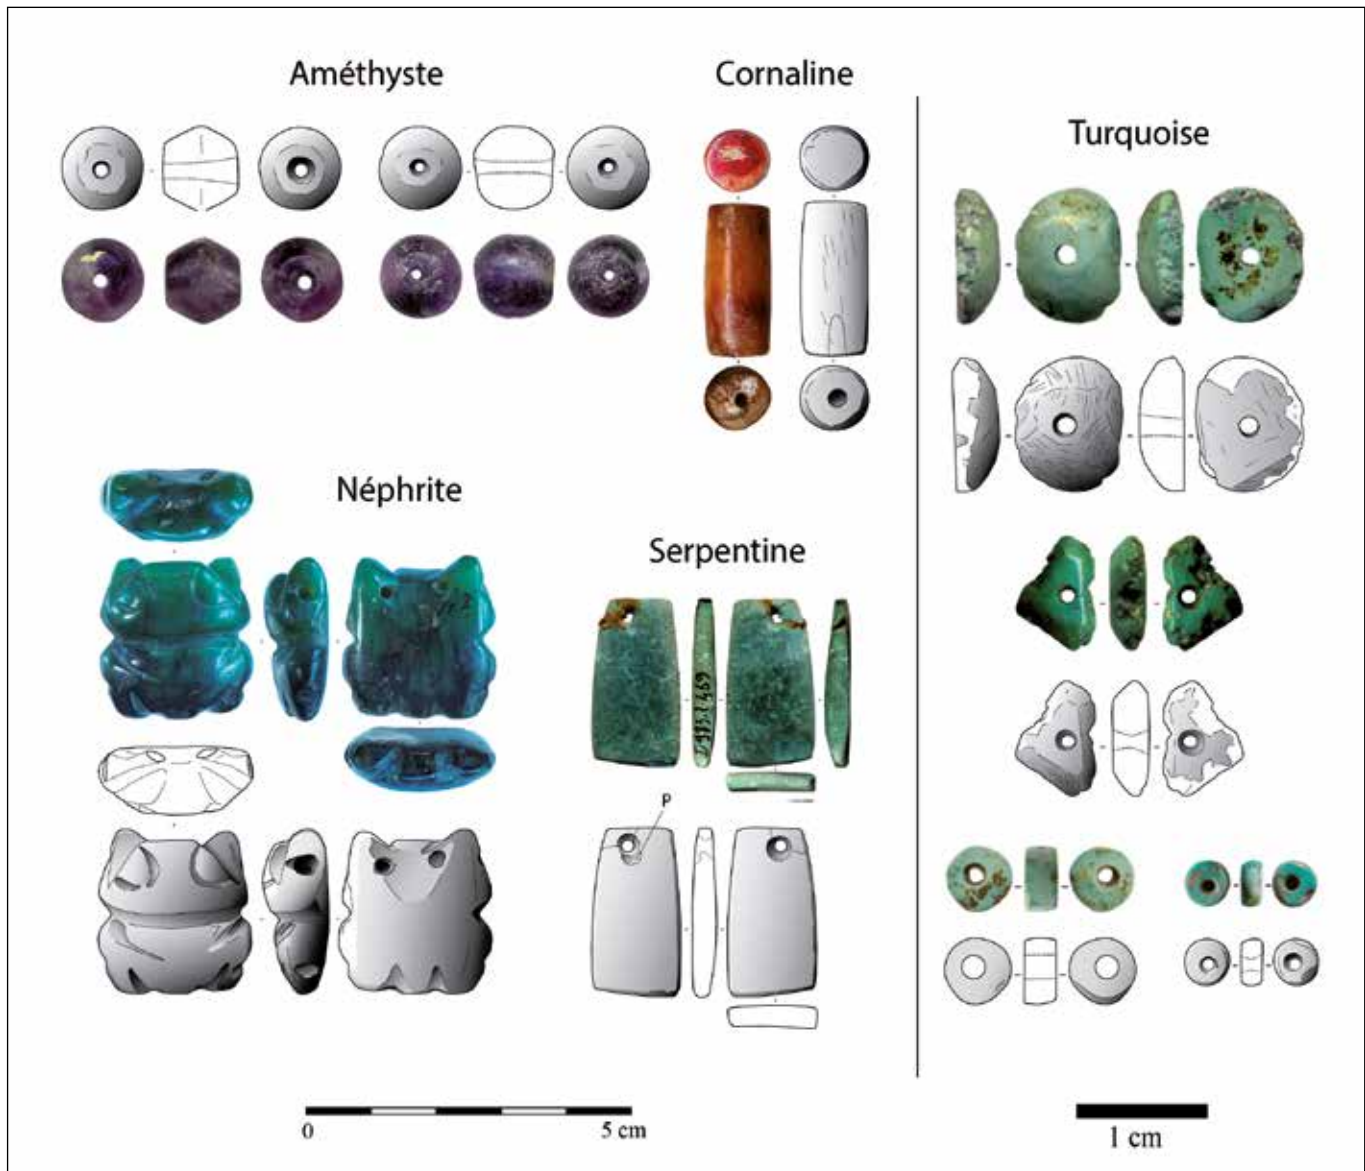 Améthyste
Cornaline
Turquoise
Néphrite
Serpentine
P
0 5 cm
1 cm